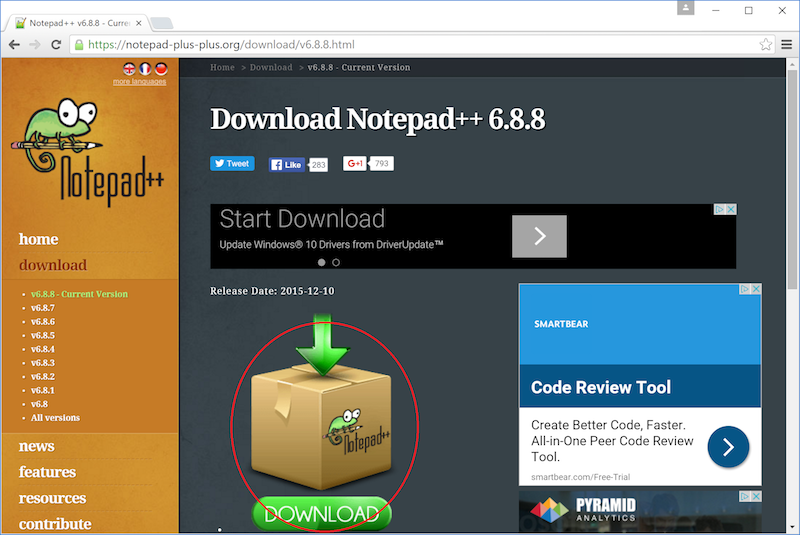 Notepad++ v6.8.8 - Curre
https://notepad-plus-plus.org/download/v6.8.8.html
more languages
Notepad++
home
download
v6.8.8 - Current Version
v6.8.7
v6.8.6
v6.8.5
v6.8.4
v6.8.3
v6.8.2
v6.8.1
v6.8
All versions
news
features
resources
contribute
Home > Download > v6.8.8 - Current Version
Download Notepad++ 6.8.8
Tweet Like 283 G+1 793
Start Download
Update Windows® 10 Drivers from DriverUpdate™
Release Date: 2015-12-10
Notepad++
DOWNLOAD
SMARTBEAR
Code Review Tool
Create Better Code, Faster.
All-in-One Peer Code Review
Tool.
smartbear.com/Free-Trial
PYRAMID
ANALYTICS